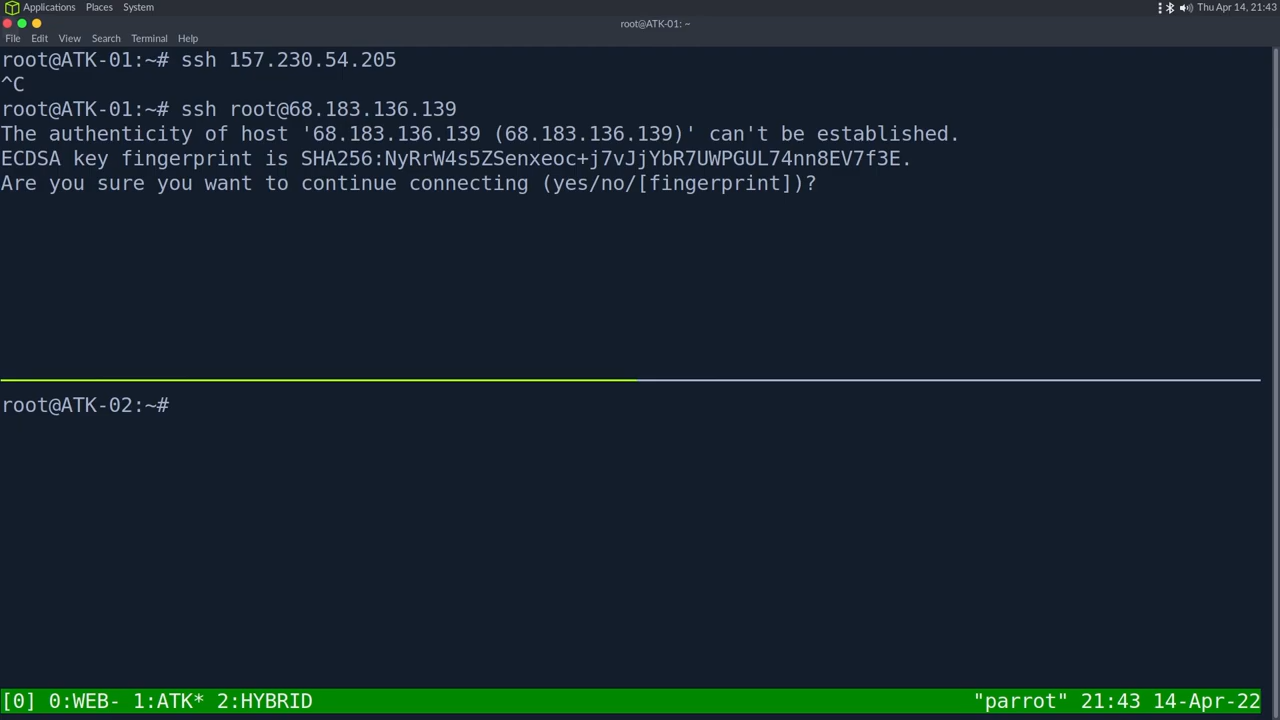 Applications Places System
Thu Apr 14, 21:43
root@ATK-01: ~
File Edit View Search Terminal Help
root@ATK-01:~# ssh 157.230.54.205
^C
root@ATK-01:~# ssh root@68.183.136.139
The authenticity of host '68.183.136.139 (68.183.136.139)' can't be established.
ECDSA key fingerprint is SHA256:NyRrW4s5ZSenxeoc+j7vJjYbR7UWPGUL74nn8EV7f3E.
Are you sure you want to continue connecting (yes/no/[fingerprint])?
root@ATK-02:~#
[0] 0:WEB- 1:ATK* 2:HYBRID
"parrot" 21:43 14-Apr-22